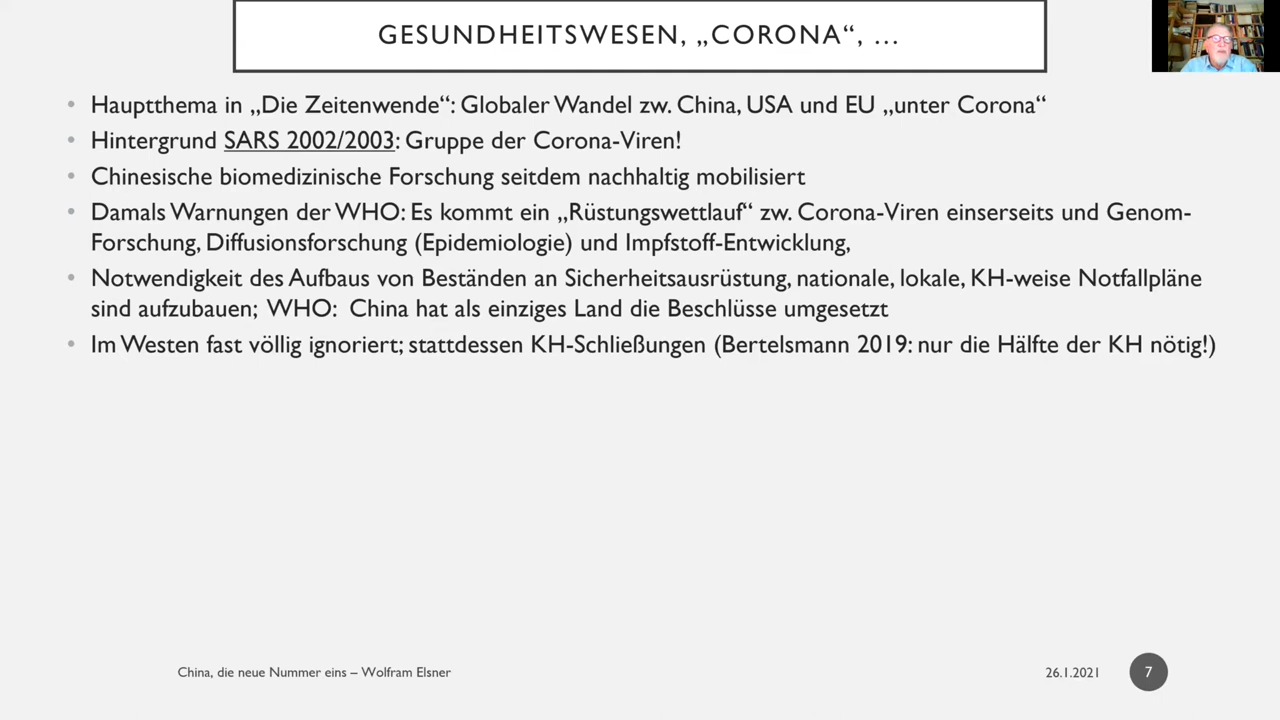 GESUNDHEITSWESEN, „CORONA“, …
• Hauptthema in „Die Zeitenwende“: Globaler Wandel zw. China, USA und EU „unter Corona“
• Hintergrund SARS 2002/2003: Gruppe der Corona-Viren!
• Chinesische biomedizinische Forschung seitdem nachhaltig mobilisiert
• Damals Warnungen der WHO: Es kommt ein „Rüstungswettlauf“ zw. Corona-Viren einserseits und Genom-
Forschung, Diffusionsforschung (Epidemiologie) und Impfstoff-Entwicklung,
• Notwendigkeit des Aufbaus von Beständen an Sicherheitsausrüstung, nationale, lokale, KH-weise Notfallpläne
sind aufzubauen; WHO: China hat als einziges Land die Beschlüsse umgesetzt
• Im Westen fast völlig ignoriert; stattdessen KH-Schließungen (Bertelsmann 2019: nur die Hälfte der KH nötig!)
China, die neue Nummer eins – Wolfram Elsner
26.1.2021
7